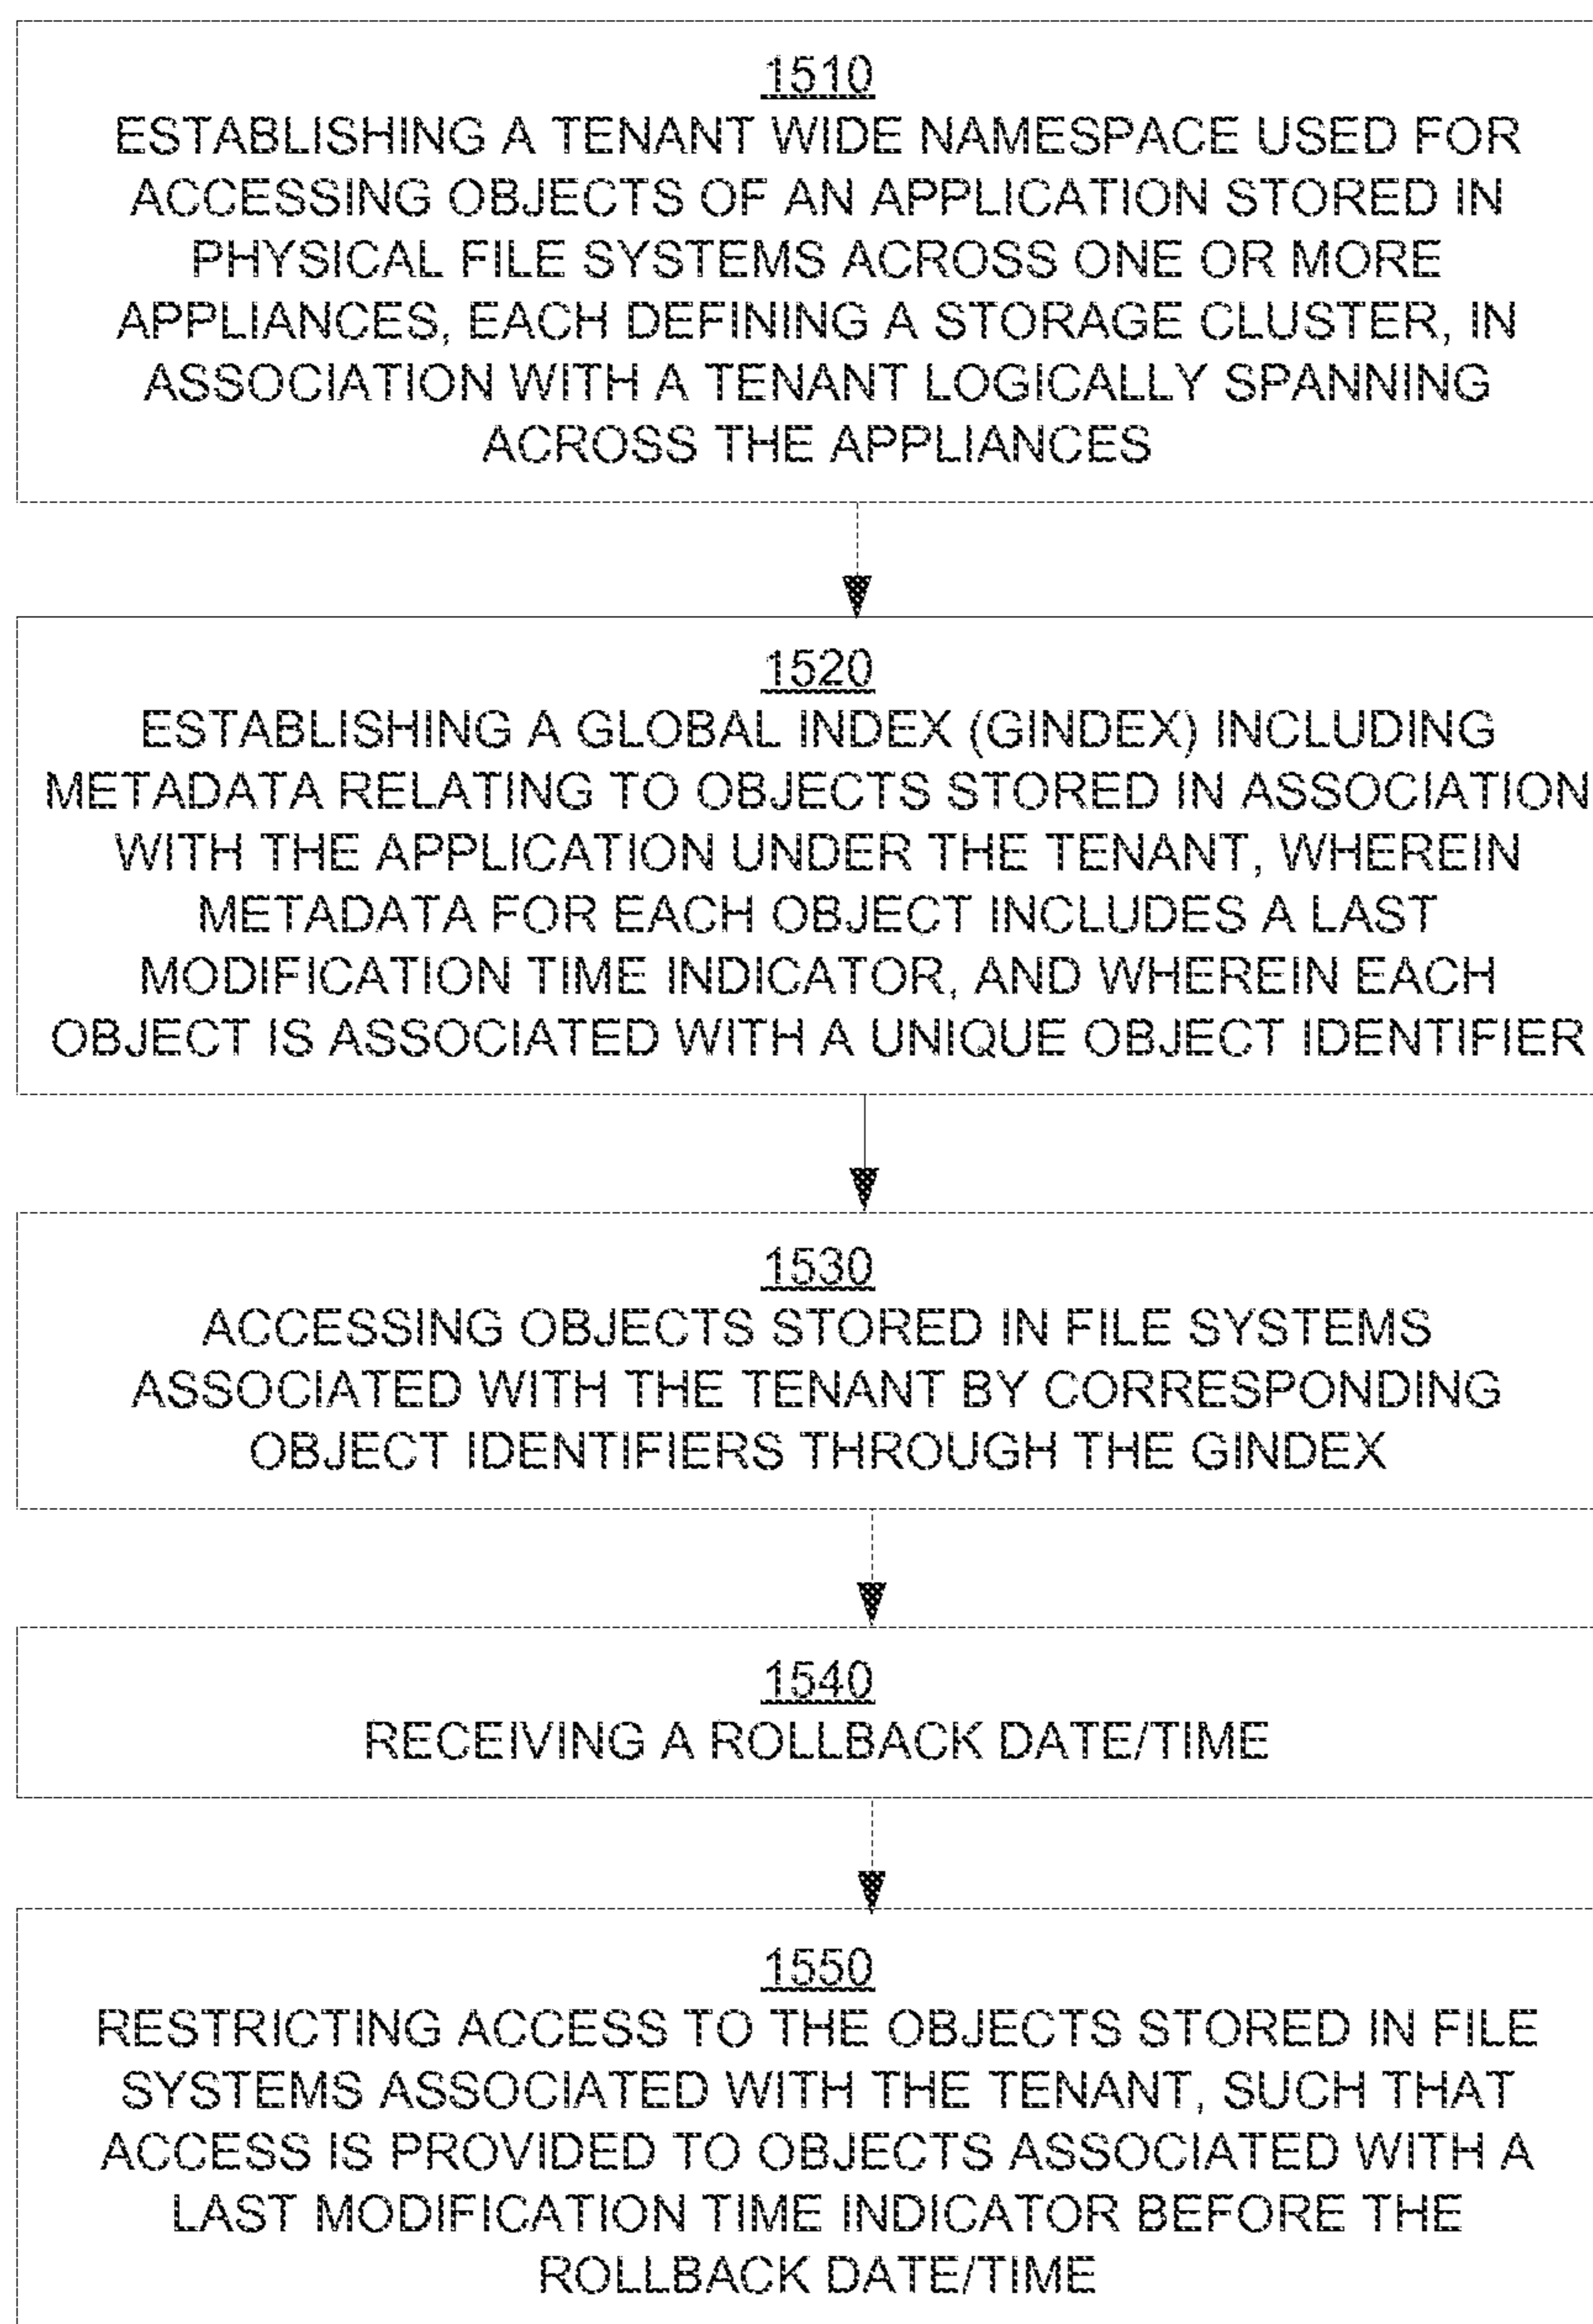 1510
ESTABLISHING A TENANT WIDE NAMESPACE USED FOR
ACCESSING OBJECTS OF AN APPLICATION STORED IN
PHYSICAL FILE SYSTEMS ACROSS ONE OR MORE
APPLIANCES, EACH DEFINING A STORAGE CLUSTER, IN
ASSOCIATION WITH A TENANT LOGICALLY SPANNING
ACROSS THE APPLIANCES
1520
ESTABLISHING A GLOBAL INDEX (GINDEX) INCLUDING
METADATA RELATING TO OBJECTS STORED IN ASSOCIATION
WITH THE APPLICATION UNDER THE TENANT, WHEREIN
METADATA FOR EACH OBJECT INCLUDES A LAST
MODIFICATION TIME INDICATOR, AND WHEREIN EACH
OBJECT IS ASSOCIATED WITH A UNIQUE OBJECT IDENTIFIER
1530
ACCESSING OBJECTS STORED IN FILE SYSTEMS
ASSOCIATED WITH THE TENANT BY CORRESPONDING
OBJECT IDENTIFIERS THROUGH THE GINDEX
1540
RECEIVING A ROLLBACK DATE/TIME
1550
RESTRICTING ACCESS TO THE OBJECTS STORED IN FILE
SYSTEMS ASSOCIATED WITH THE TENANT, SUCH THAT
ACCESS IS PROVIDED TO OBJECTS ASSOCIATED WITH A
LAST MODIFICATION TIME INDICATOR BEFORE THE
ROLLBACK DATE/TIME